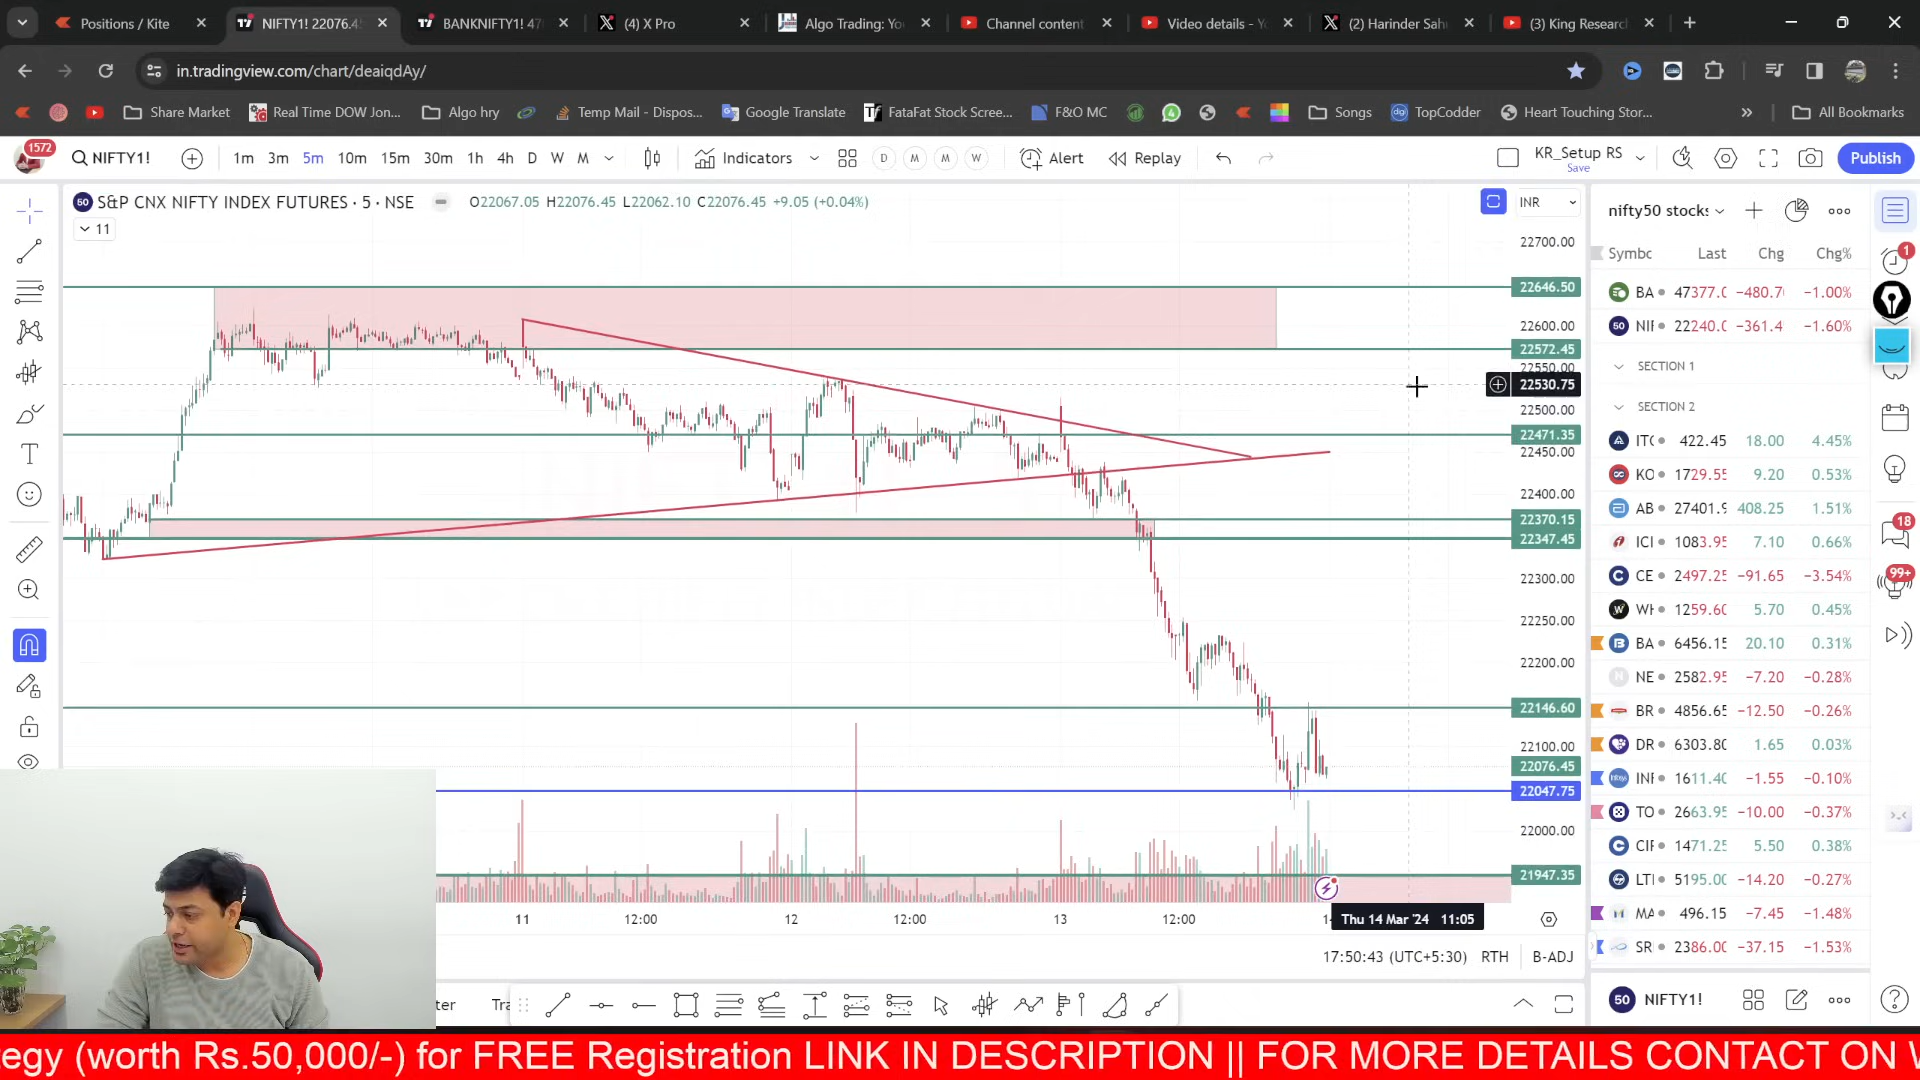 Positions / Kite
NIFTY1! 22076.4
BANKNIFTY1! 47
(4) X Pro
Algo Trading: Yo
Channel content
Video details - Y
(2) Harinder Sah
(3) King Researc
in.tradingview.com/chart/deaiqdAy/
Share Market
Real Time DOW Jon...
Algo hry
Temp Mail - Dispos...
Google Translate
FataFat Stock Scree...
F&O MC
Songs
TopCodder
Heart Touching Stor...
All Bookmarks
1572
NIFTY1!
1m 3m 5m 10m 15m 30m 1h 4h D W M
Indicators
D M M W
Alert
Replay
KR_Setup RS
Save
Publish
50 S&P CNX NIFTY INDEX FUTURES · 5 · NSE
O22067.05 H22076.45 L22062.10 C22076.45 +9.05 (+0.04%)
11
INR
22700.00
22646.50
22600.00
22572.45
22550.00
22530.75
22500.00
22471.35
22450.00
22400.00
22370.15
22347.45
22300.00
22250.00
22200.00
22146.60
22100.00
22076.45
22047.75
22000.00
21947.35
11 12:00 12 12:00 13 12:00
Thu 14 Mar '24 11:05
17:50:43 (UTC+5:30) RTH B-ADJ
nifty50 stocks
Last Chg Chg%
BA 47377.0 −480.7 −1.00%
50 NIF 22240.0 −361.4 −1.60%
SECTION 1
SECTION 2
ITC 422.45 18.00 4.45%
KO 1729.55 9.20 0.53%
AB 27401.9 408.25 1.51%
ICI 1083.95 7.10 0.66%
CE 2497.25 −91.65 −3.54%
WH 1259.60 5.70 0.45%
BA 6456.15 20.10 0.31%
NE 2582.95 −7.20 −0.28%
BR 4856.65 −12.50 −0.26%
DR 6303.80 1.65 0.03%
INF 1611.40 −1.55 −0.10%
TO 2663.95 −10.00 −0.37%
CIF 1471.25 5.50 0.38%
LTI 5195.00 −14.20 −0.27%
MA 496.15 −7.45 −1.48%
SR 2386.00 −37.15 −1.53%
50 NIFTY1!
1
18
99+
ter
Tra
tegy (worth Rs.50,000/-) for FREE Registration LINK IN DESCRIPTION || FOR MORE DETAILS CONTACT ON